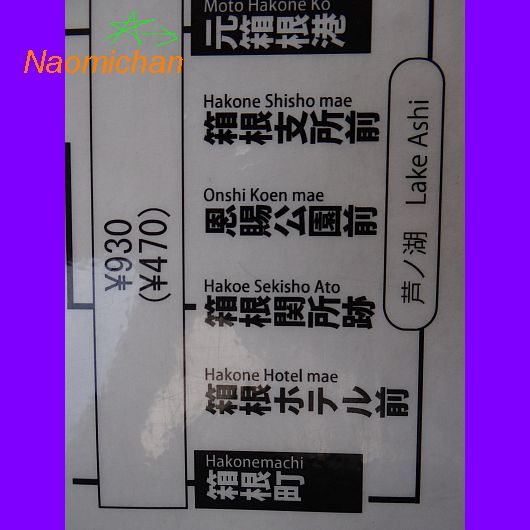 Naomichan
Moto Hakone Ko
元箱根港
Hakone Shisho mae
箱根支所前
Onshi Koen mae
恩賜公園前
Hakoe Sekisho Ato
箱根関所跡
Hakone Hotel mae
箱根ホテル前
Hakonemachi
箱根町
¥930
(¥470)
芦ノ湖 Lake Ashi